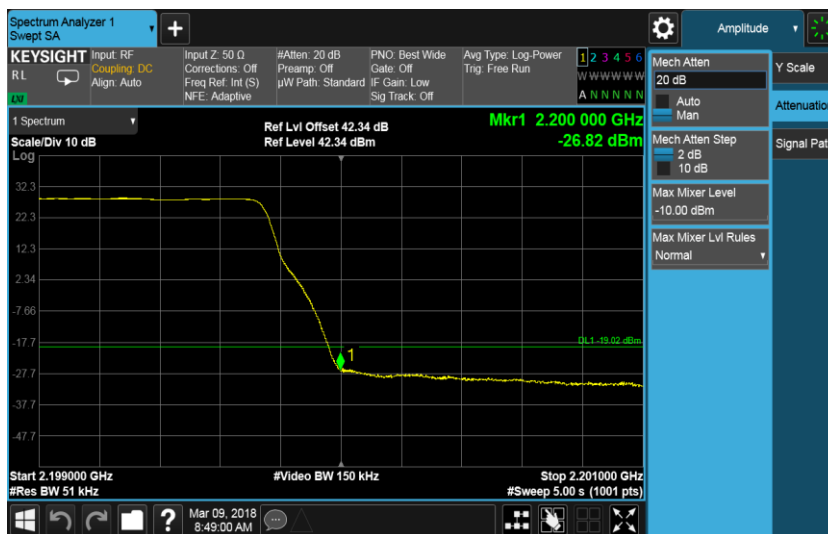 Spectrum Analyzer 1
Swept SA
+
Amplitude
KEYSIGHT
RL
LXI
Input: RF
Coupling: DC
Align: Auto
Input Z: 50 Ω
Corrections: Off
Freq Ref: Int (S)
NFE: Adaptive
#Atten: 20 dB
Preamp: Off
µW Path: Standard
PNO: Best Wide
Gate: Off
IF Gain: Low
Sig Track: Off
Avg Type: Log-Power
Trig: Free Run
1 2 3 4 5 6
W W W W W W
A N N N N N
1 Spectrum
Scale/Div 10 dB
Log
Ref Lvl Offset 42.34 dB
Ref Level 42.34 dBm
Mkr1 2.200 000 GHz
-26.82 dBm
32.3
22.3
12.3
2.34
-7.66
-17.7
-27.7
-37.7
-47.7
DL1 -19.02 dBm
1
Start 2.199000 GHz
#Res BW 51 kHz
#Video BW 150 kHz
Stop 2.201000 GHz
#Sweep 5.00 s (1001 pts)
Mech Atten
20 dB
Auto
Man
Mech Atten Step
2 dB
10 dB
Max Mixer Level
-10.00 dBm
Max Mixer Lvl Rules
Normal
Y Scale
Attenuation
Signal Pat
?
Mar 09, 2018
8:49:00 AM